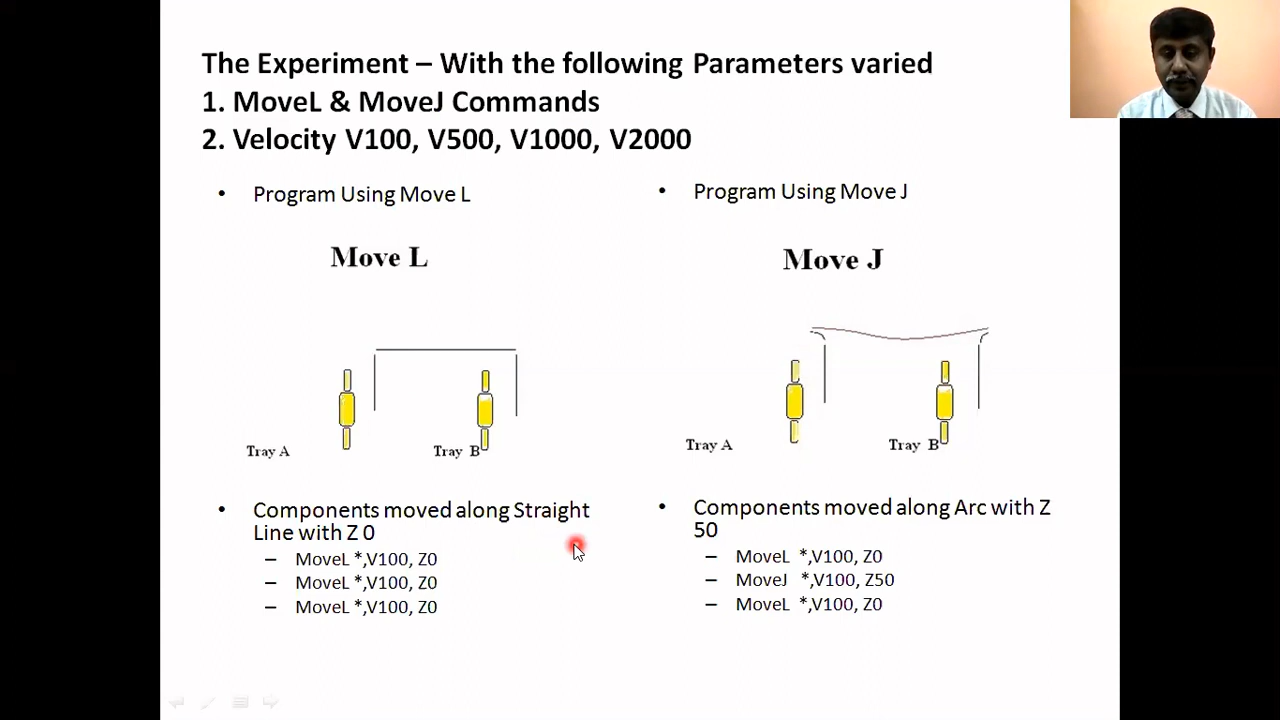 The Experiment – With the following Parameters varied
1. MoveL & MoveJ Commands
2. Velocity V100, V500, V1000, V2000
• Program Using Move L
Move L
Tray A
Tray B
• Components moved along Straight
Line with Z 0
– MoveL *,V100, Z0
– MoveL *,V100, Z0
– MoveL *,V100, Z0
• Program Using Move J
Move J
Tray A
Tray B
• Components moved along Arc with Z
50
– MoveL *,V100, Z0
– MoveJ *,V100, Z50
– MoveL *,V100, Z0